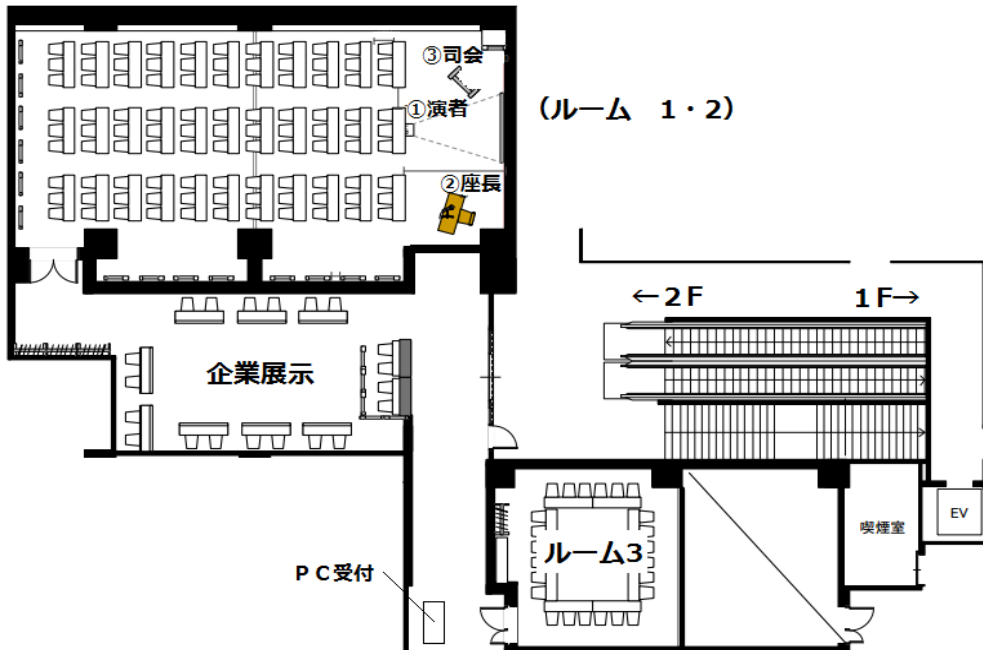 ③司会
①演者
(ルーム 1・2)
②座長
←2F
1F→
企業展示
ルーム3
喫煙室
EV
PC受付